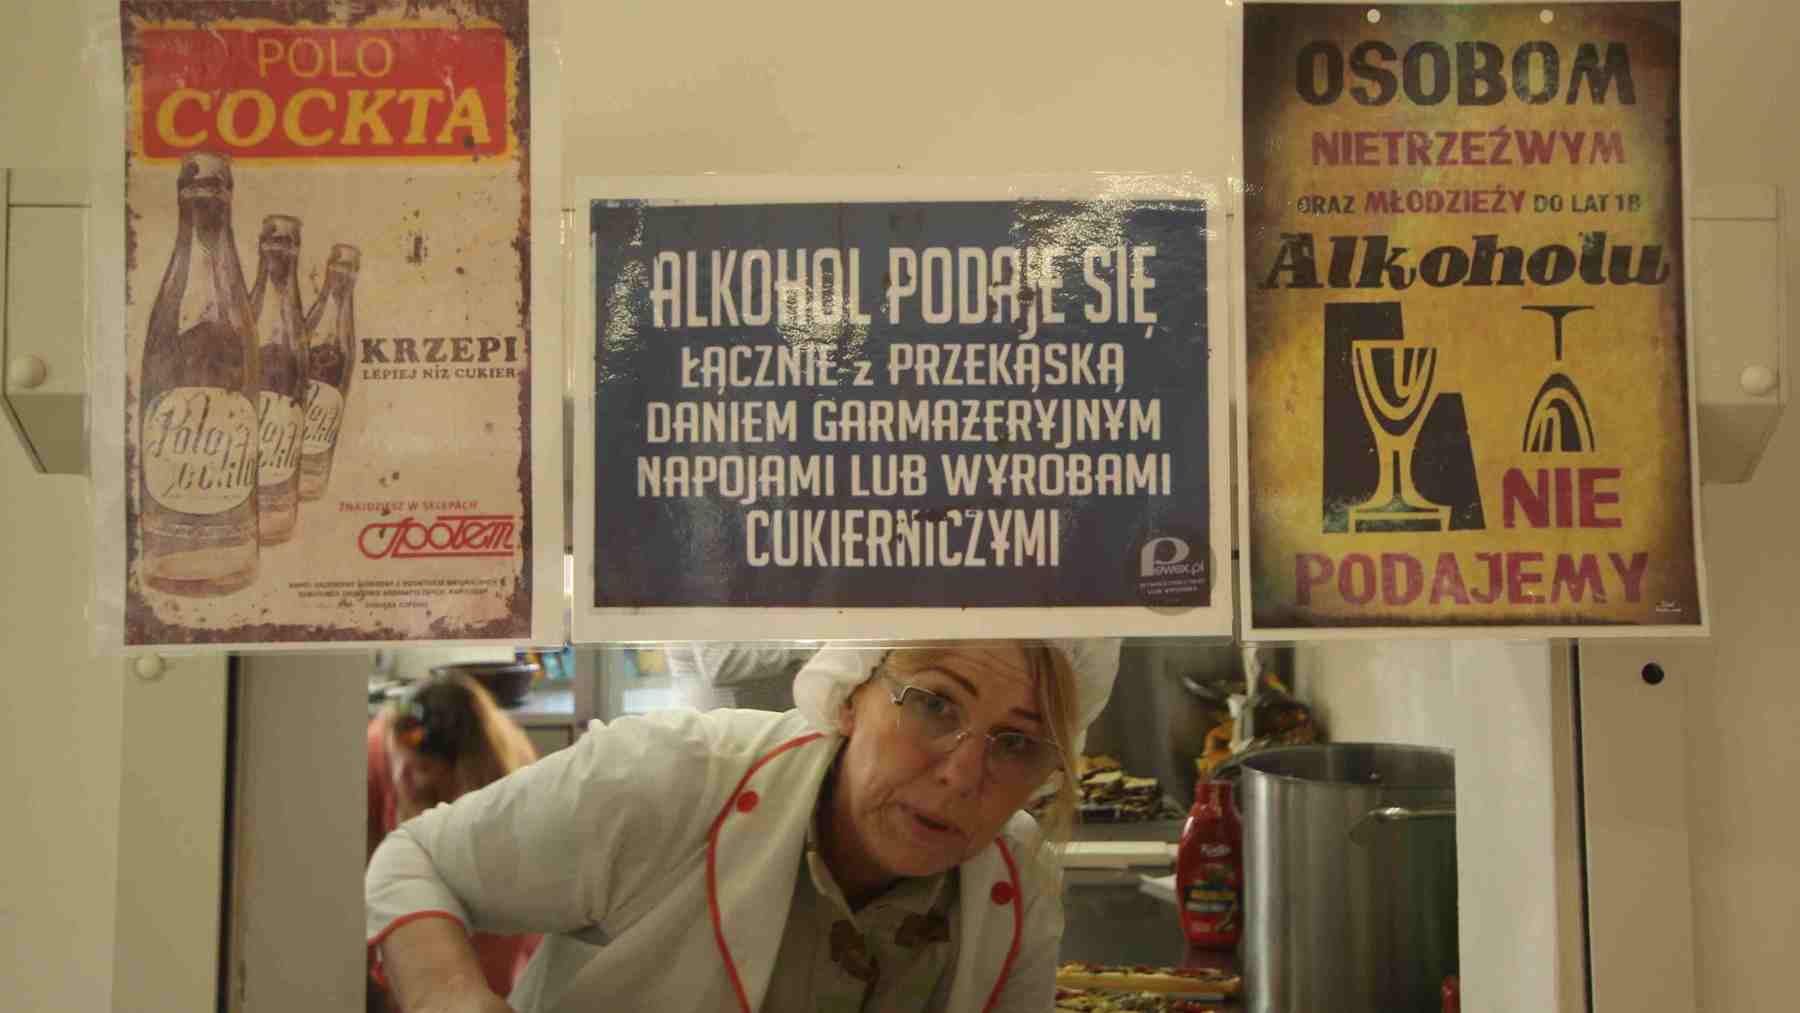 POLO
COCKTA
KRZEPI
LEPIEJ NIŻ CUKIER
Polo
Cockta
ZNAJDZIESZ W SKLEPACH
Społem
ALKOHOL PODAJE SIĘ
ŁĄCZNIE z PRZEKĄSKĄ
DANIEM GARMAŻERYJNYM
NAPOJAMI LUB WYROBAMI
CUKIERNICZYMI
Pewex.pl
OSOBOM
NIETRZEŹWYM
ORAZ MŁODZIEŻY DO LAT 18
Alkoholu
NIE
PODAJEMY